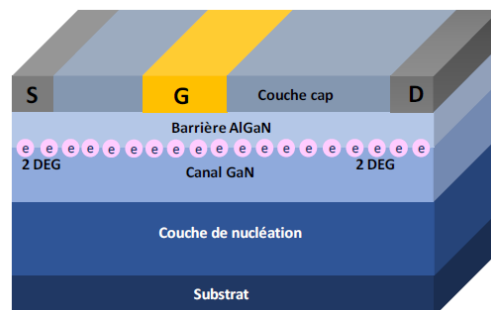 S
G
Couche cap
D
Barrière AlGaN
e e e e e e e e e e e e e e e e e e e
2 DEG
2 DEG
Canal GaN
Couche de nucléation
Substrat